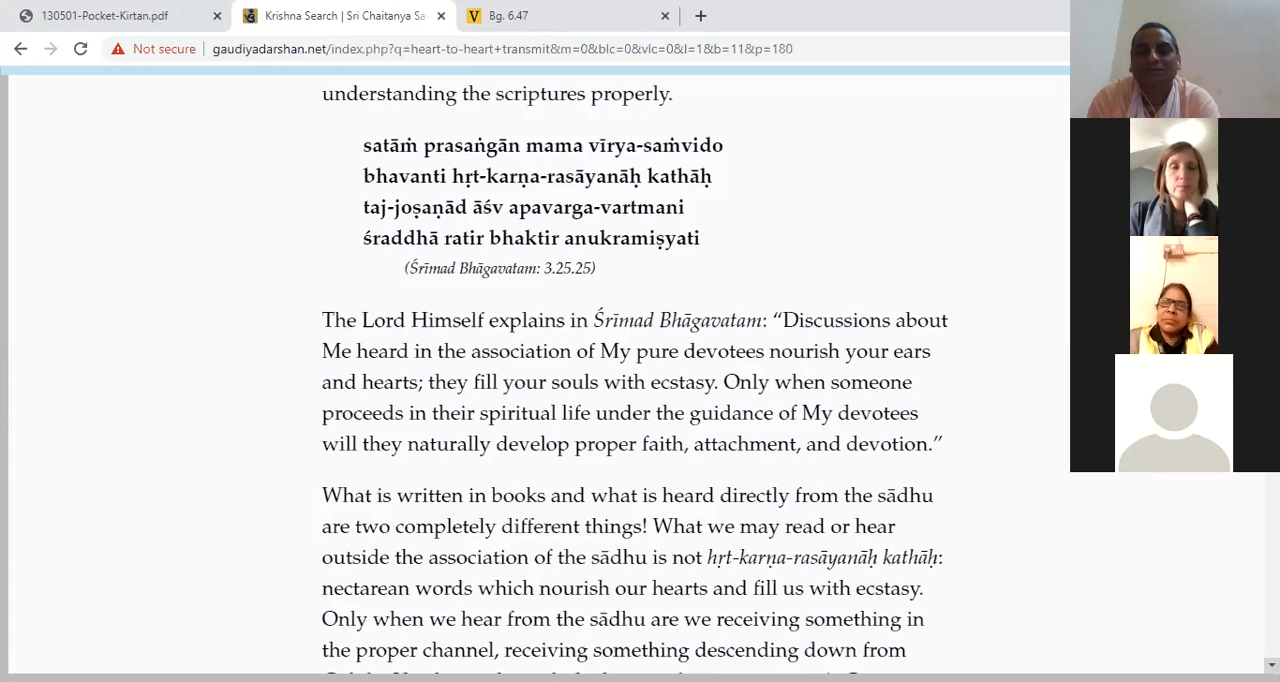 130501-Pocket-Kirtan.pdf
Krishna Search | Sri Chaitanya Sa
Bg. 6.47
Not secure
gaudiyadarshan.net/index.php?q=heart-to-heart+transmit&m=0&blc=0&vlc=0&l=1&b=11&p=180
understanding the scriptures properly.
satāṁ prasaṅgān mama vīrya-saṁvido
bhavanti hṛt-karṇa-rasāyanāḥ kathāḥ
taj-joṣaṇād āśv apavarga-vartmani
śraddhā ratir bhaktir anukramiṣyati
(Śrīmad Bhāgavatam: 3.25.25)
The Lord Himself explains in Śrīmad Bhāgavatam: “Discussions about
Me heard in the association of My pure devotees nourish your ears
and hearts; they fill your souls with ecstasy. Only when someone
proceeds in their spiritual life under the guidance of My devotees
will they naturally develop proper faith, attachment, and devotion.”
What is written in books and what is heard directly from the sādhu
are two completely different things! What we may read or hear
outside the association of the sādhu is not hṛt-karṇa-rasāyanāḥ kathāḥ:
nectarean words which nourish our hearts and fill us with ecstasy.
Only when we hear from the sādhu are we receiving something in
the proper channel, receiving something descending down from